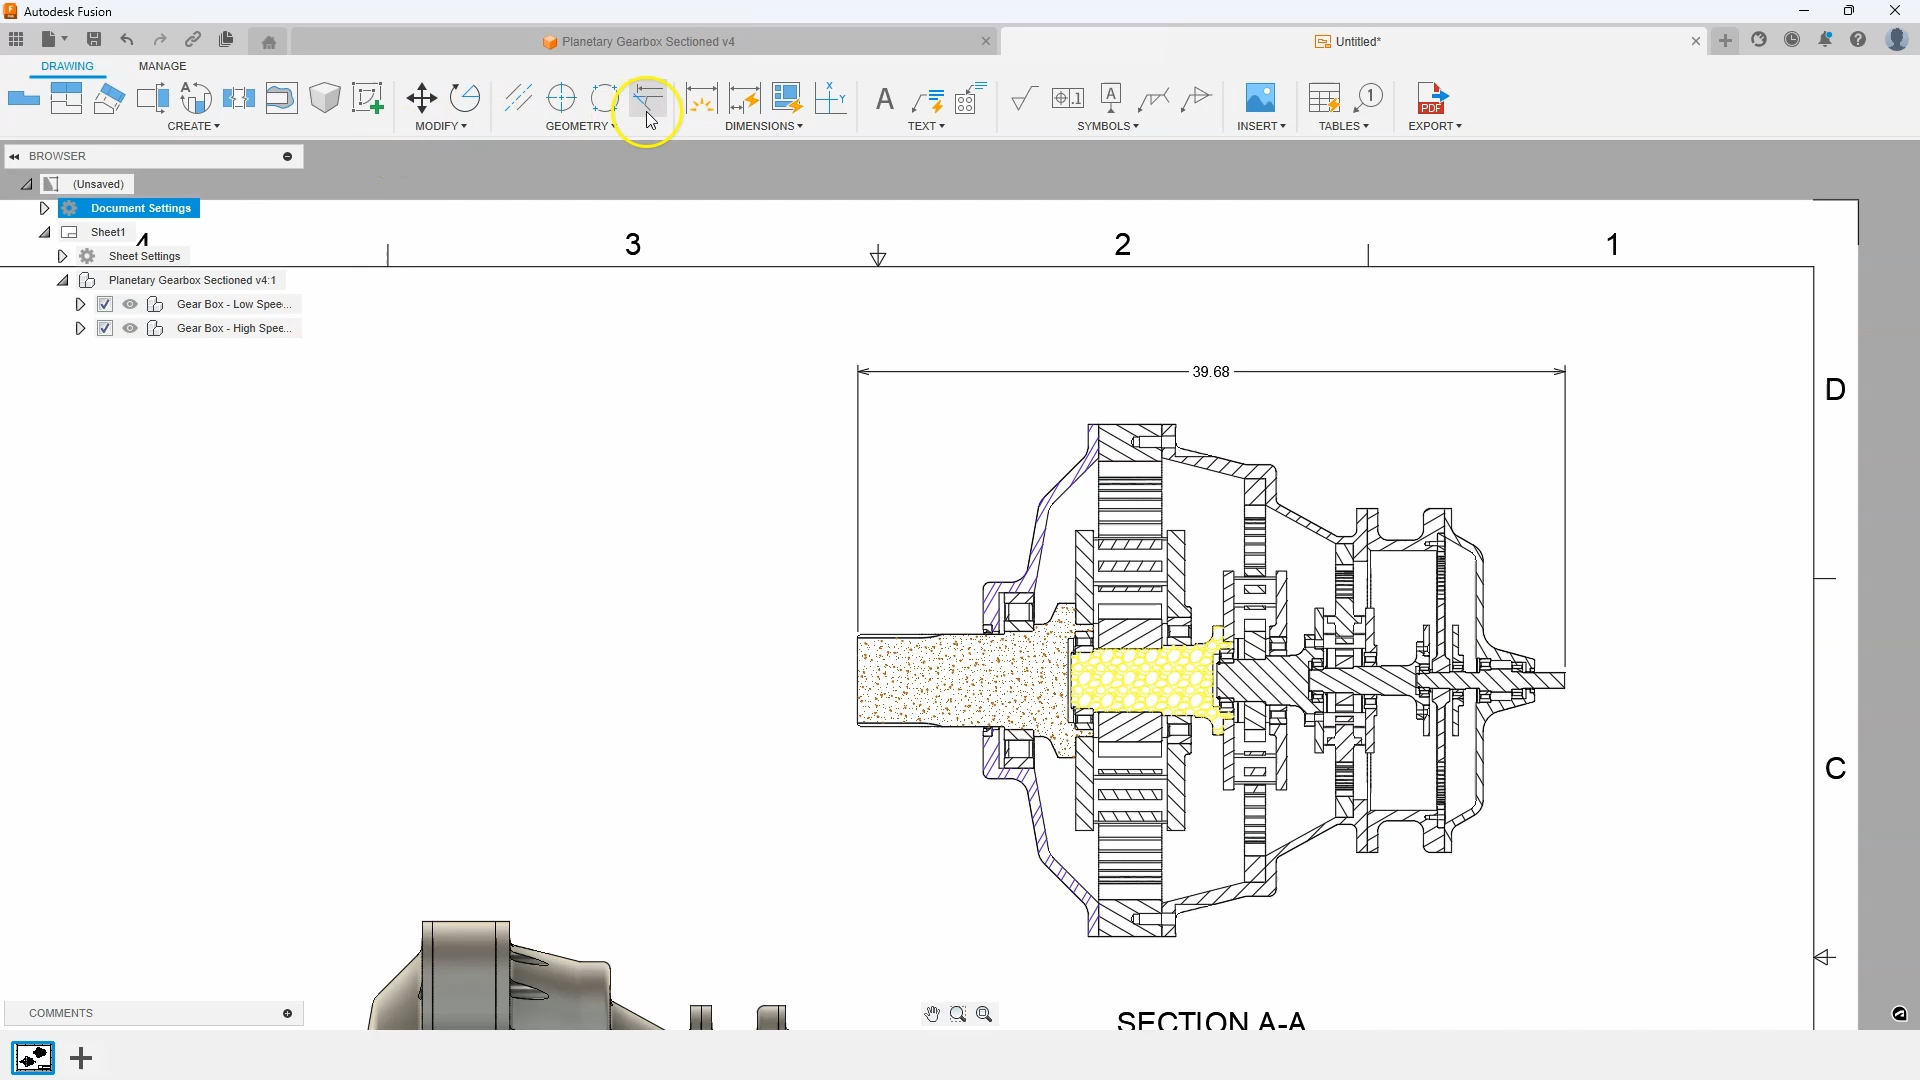 Autodesk Fusion
Planetary Gearbox Sectioned v4
Untitled*
DRAWING
MANAGE
CREATE
MODIFY
GEOMETRY
DIMENSIONS
TEXT
SYMBOLS
INSERT
TABLES
EXPORT
BROWSER
(Unsaved)
Document Settings
Sheet1
Sheet Settings
Planetary Gearbox Sectioned v4:1
Gear Box - Low Spee...
Gear Box - High Spee...
4
3
2
1
39.68
D
C
SECTION A-A
COMMENTS